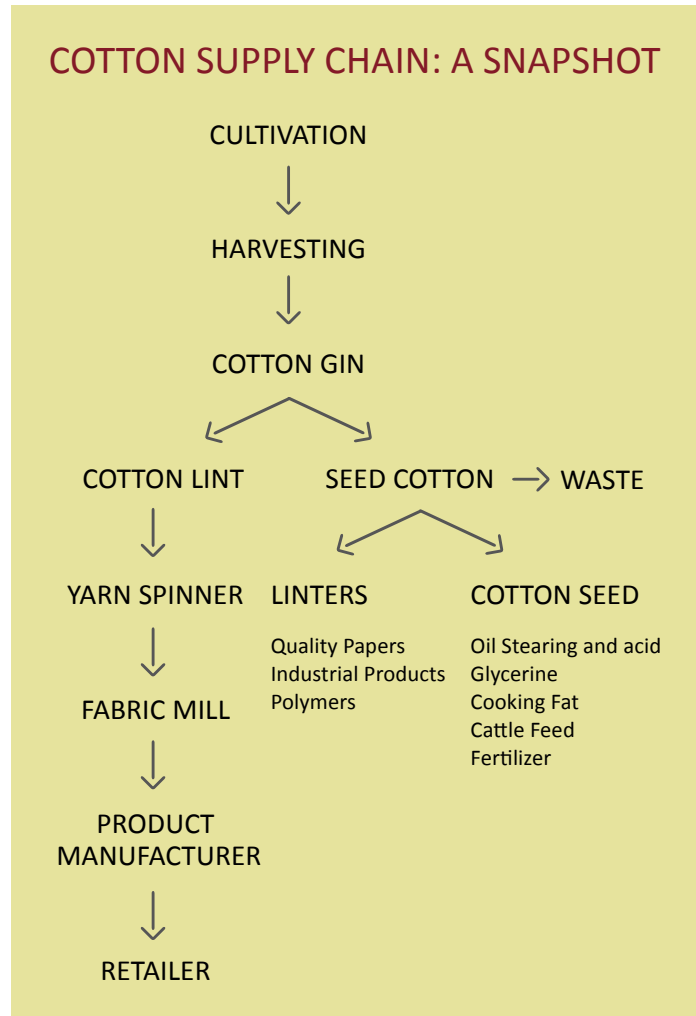 COTTON SUPPLY CHAIN: A SNAPSHOT
CULTIVATION
HARVESTING
COTTON GIN
COTTON LINT
SEED COTTON
WASTE
YARN SPINNER
FABRIC MILL
PRODUCT
MANUFACTURER
RETAILER
LINTERS
Quality Papers
Industrial Products
Polymers
COTTON SEED
Oil Stearing and acid
Glycerine
Cooking Fat
Cattle Feed
Fertilizer